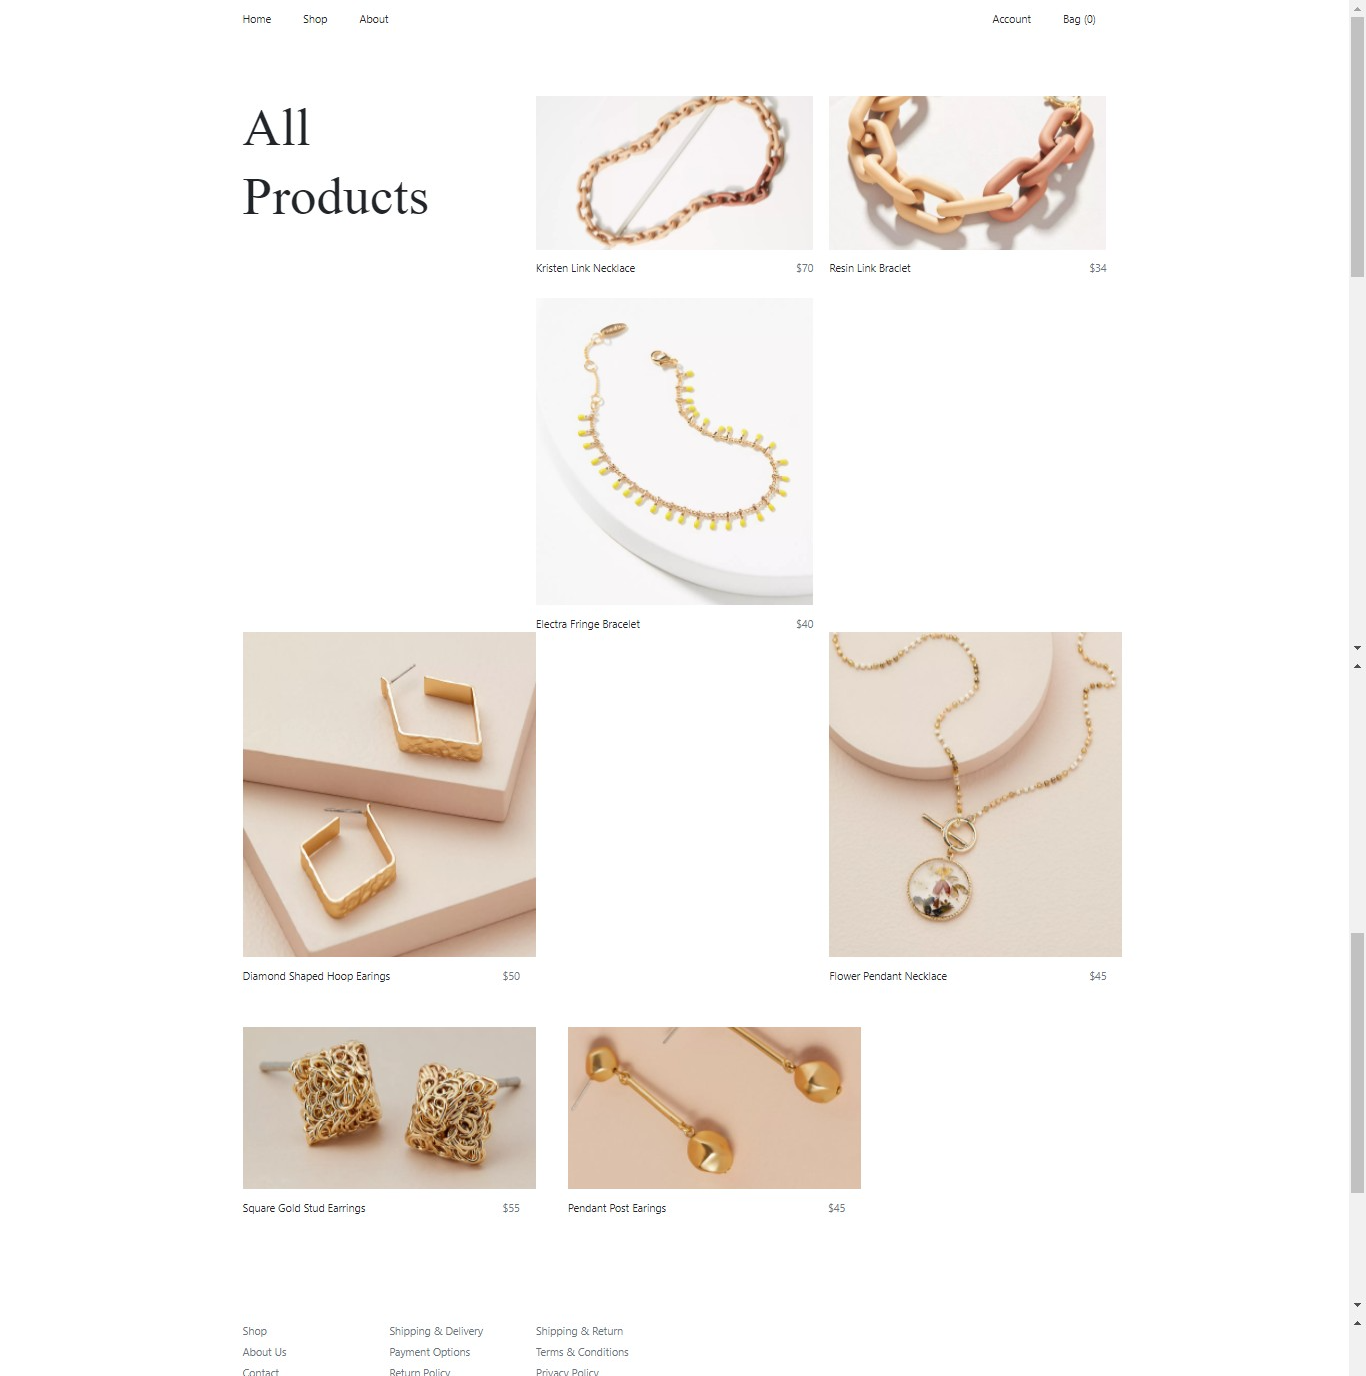 Home Shop About Account Bag (0)
All
Products
Kristen Link Necklace $70
Resin Link Braclet $34
Electra Fringe Bracelet $40
Diamond Shaped Hoop Earings $50
Flower Pendant Necklace $45
Square Gold Stud Earrings $55
Pendant Post Earings $45
Shop Shipping & Delivery Shipping & Return
About Us Payment Options Terms & Conditions
Contact Return Policy Privacy Policy